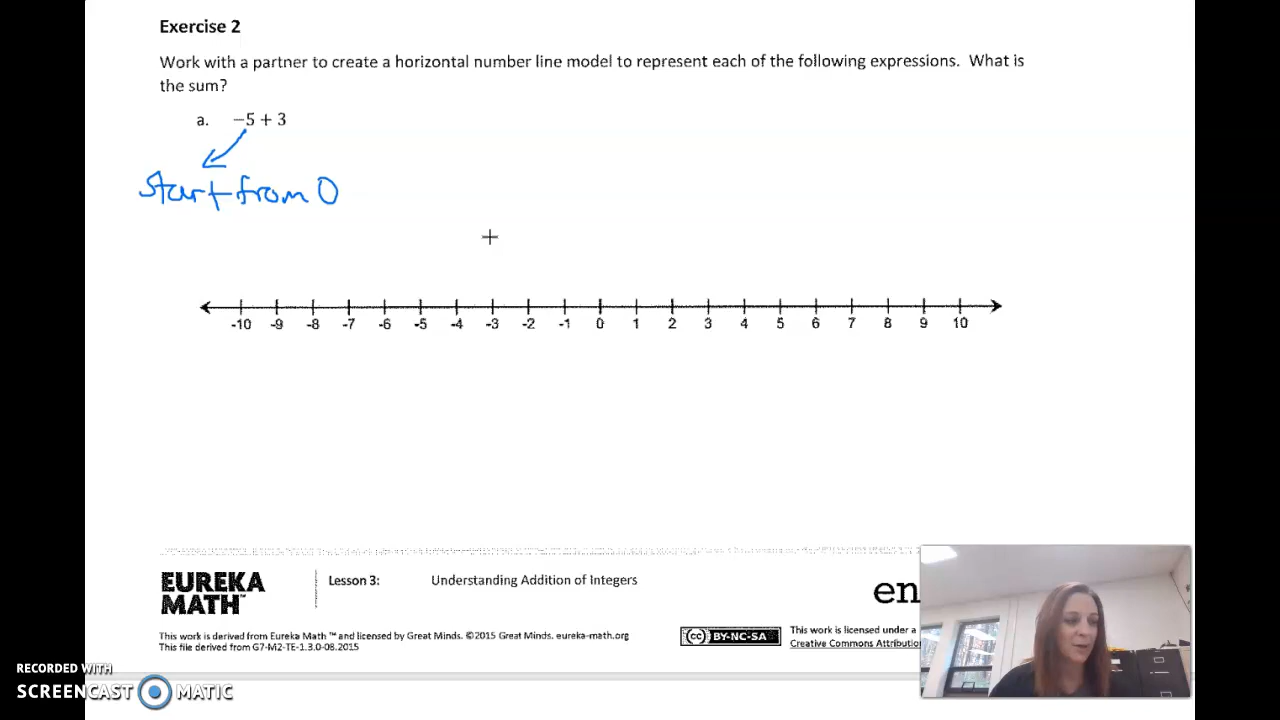 Exercise 2
Work with a partner to create a horizontal number line model to represent each of the following expressions. What is
the sum?
a. −5 + 3
start from 0
-10 -9 -8 -7 -6 -5 -4 -3 -2 -1 0 1 2 3 4 5 6 7 8 9 10
EUREKA
MATH™
Lesson 3: Understanding Addition of Integers
en
This work is derived from Eureka Math ™ and licensed by Great Minds. ©2015 Great Minds. eureka-math.org
This file derived from G7-M2-TE-1.3.0-08.2015
cc BY-NC-SA
This work is licensed under a
Creative Commons Attributio
RECORDED WITH
SCREENCAST MATIC